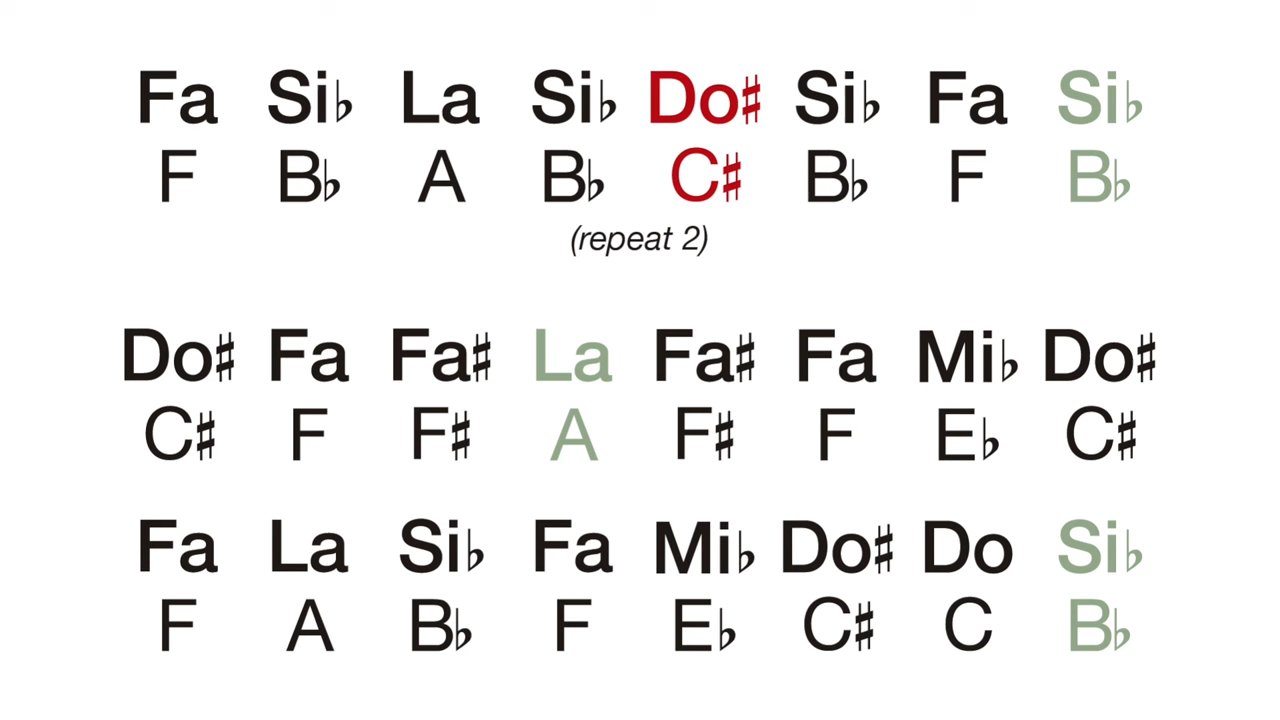 Fa Si♭ La Si♭ Do♯ Si♭ Fa Si♭
F B♭ A B♭ C♯ B♭ F B♭
(repeat 2)
Do♯ Fa Fa♯ La Fa♯ Fa Mi♭ Do♯
C♯ F F♯ A F♯ F E♭ C♯
Fa La Si♭ Fa Mi♭ Do♯ Do Si♭
F A B♭ F E♭ C♯ C B♭